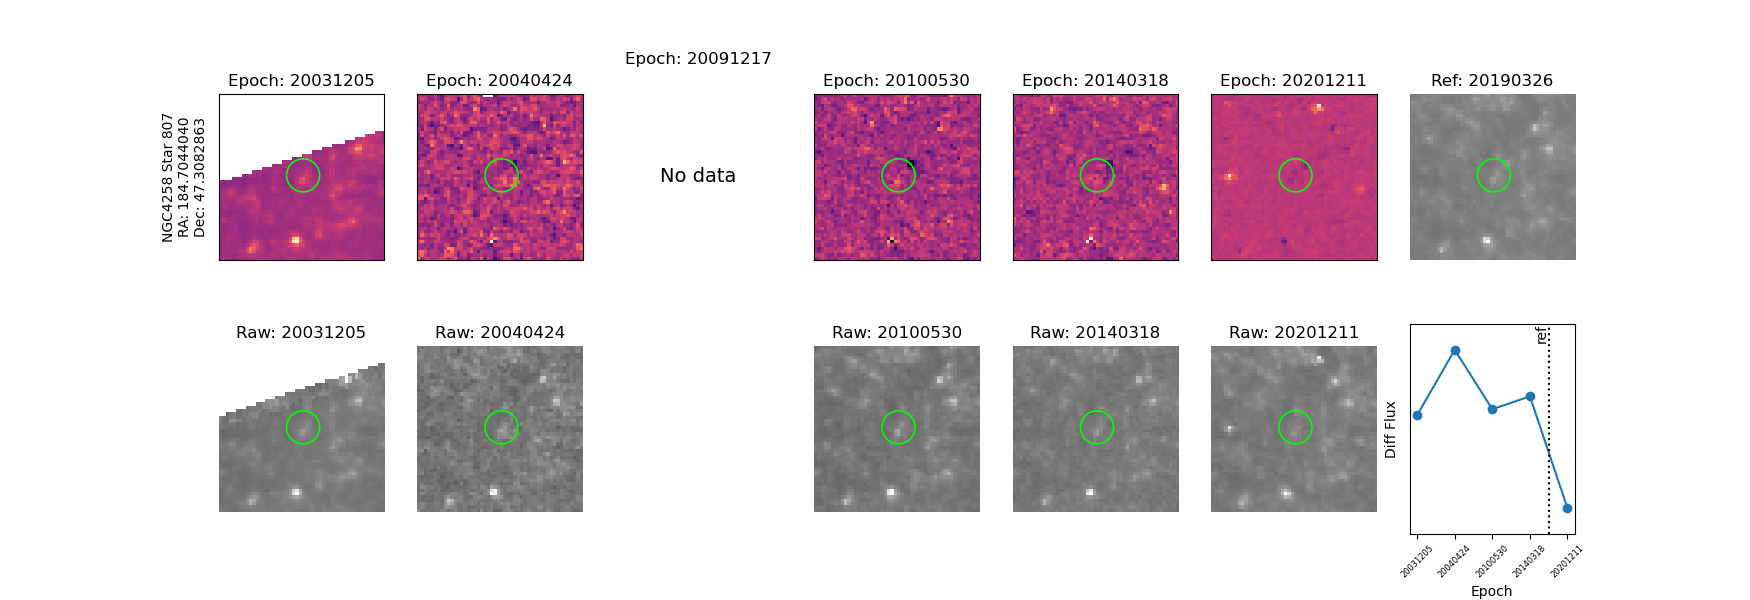 Epoch: 20091217
Epoch: 20031205
Epoch: 20040424
Epoch: 20100530
Epoch: 20140318
Epoch: 20201211
Ref: 20190326
NGC4258 Star 807
RA: 184.7044040
Dec: 47.3082863
No data
Raw: 20031205
Raw: 20040424
Raw: 20100530
Raw: 20140318
Raw: 20201211
ref
Diff Flux
20031205
20040424
20100530
20140318
20201211
Epoch